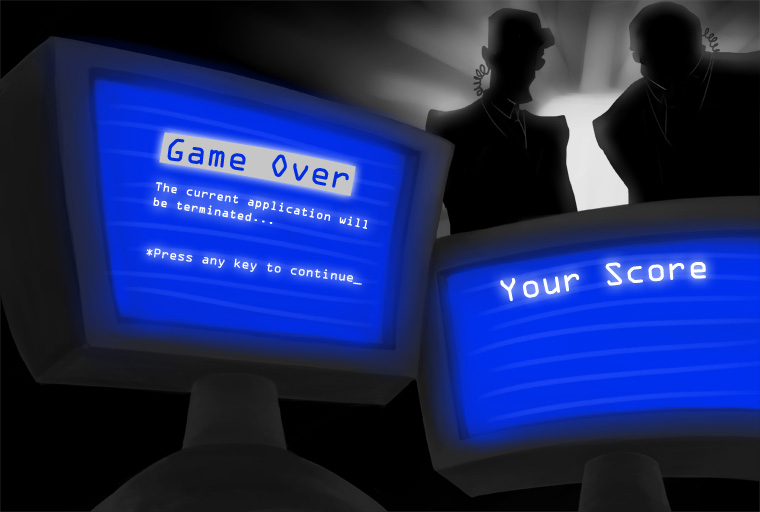 Game Over
The current application will
be terminated...
*Press any key to continue_
Your Score